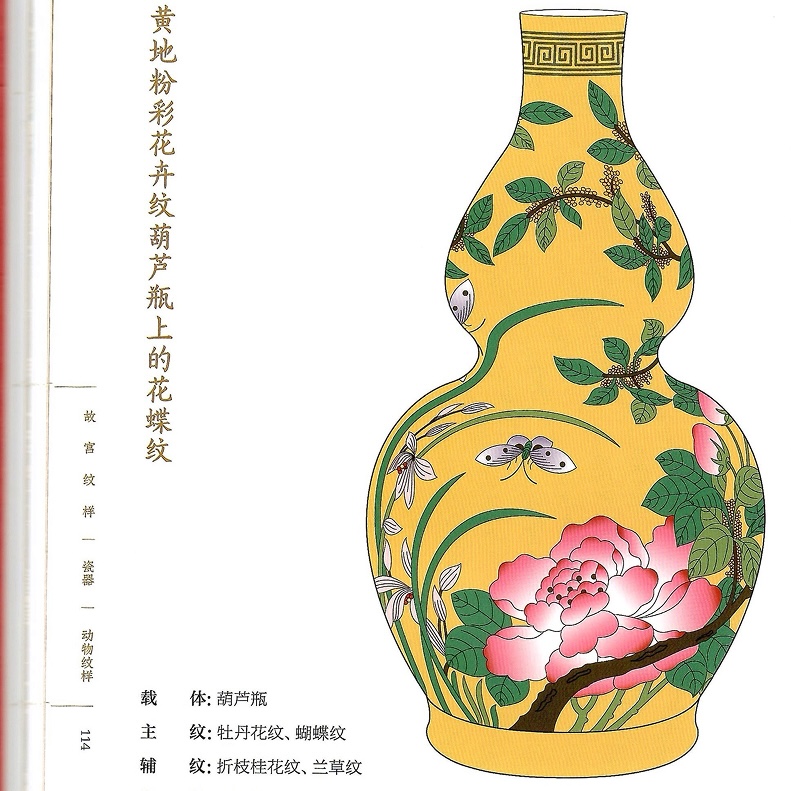 黄地粉彩花卉纹葫芦瓶上的花蝶纹
故宫纹样 — 瓷器 — 动物纹样
114
载 体：葫芦瓶
主 纹：牡丹花纹、蝴蝶纹
辅 纹：折枝桂花纹、兰草纹